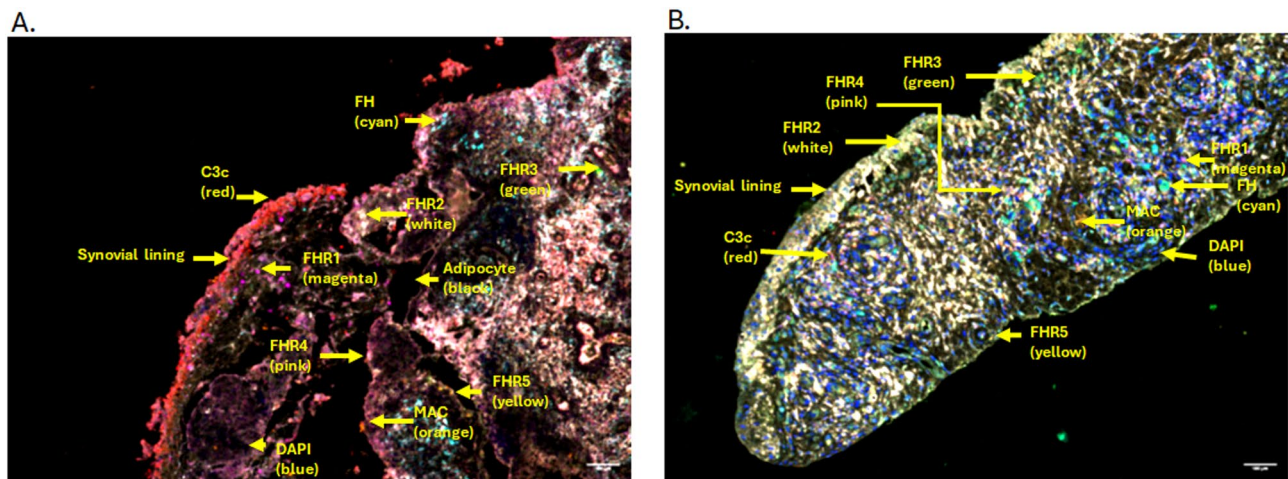 A.
FH
(cyan)
C3c
(red)
FHR3
(green)
FHR2
(white)
Synovial lining
FHR1
(magenta)
Adipocyte
(black)
FHR4
(pink)
FHR5
(yellow)
MAC
(orange)
DAPI
(blue)
B.
FHR3
(green)
FHR4
(pink)
FHR2
(white)
FHR1
(magenta)
Synovial lining
FH
(cyan)
MAC
(orange)
C3c
(red)
DAPI
(blue)
FHR5
(yellow)